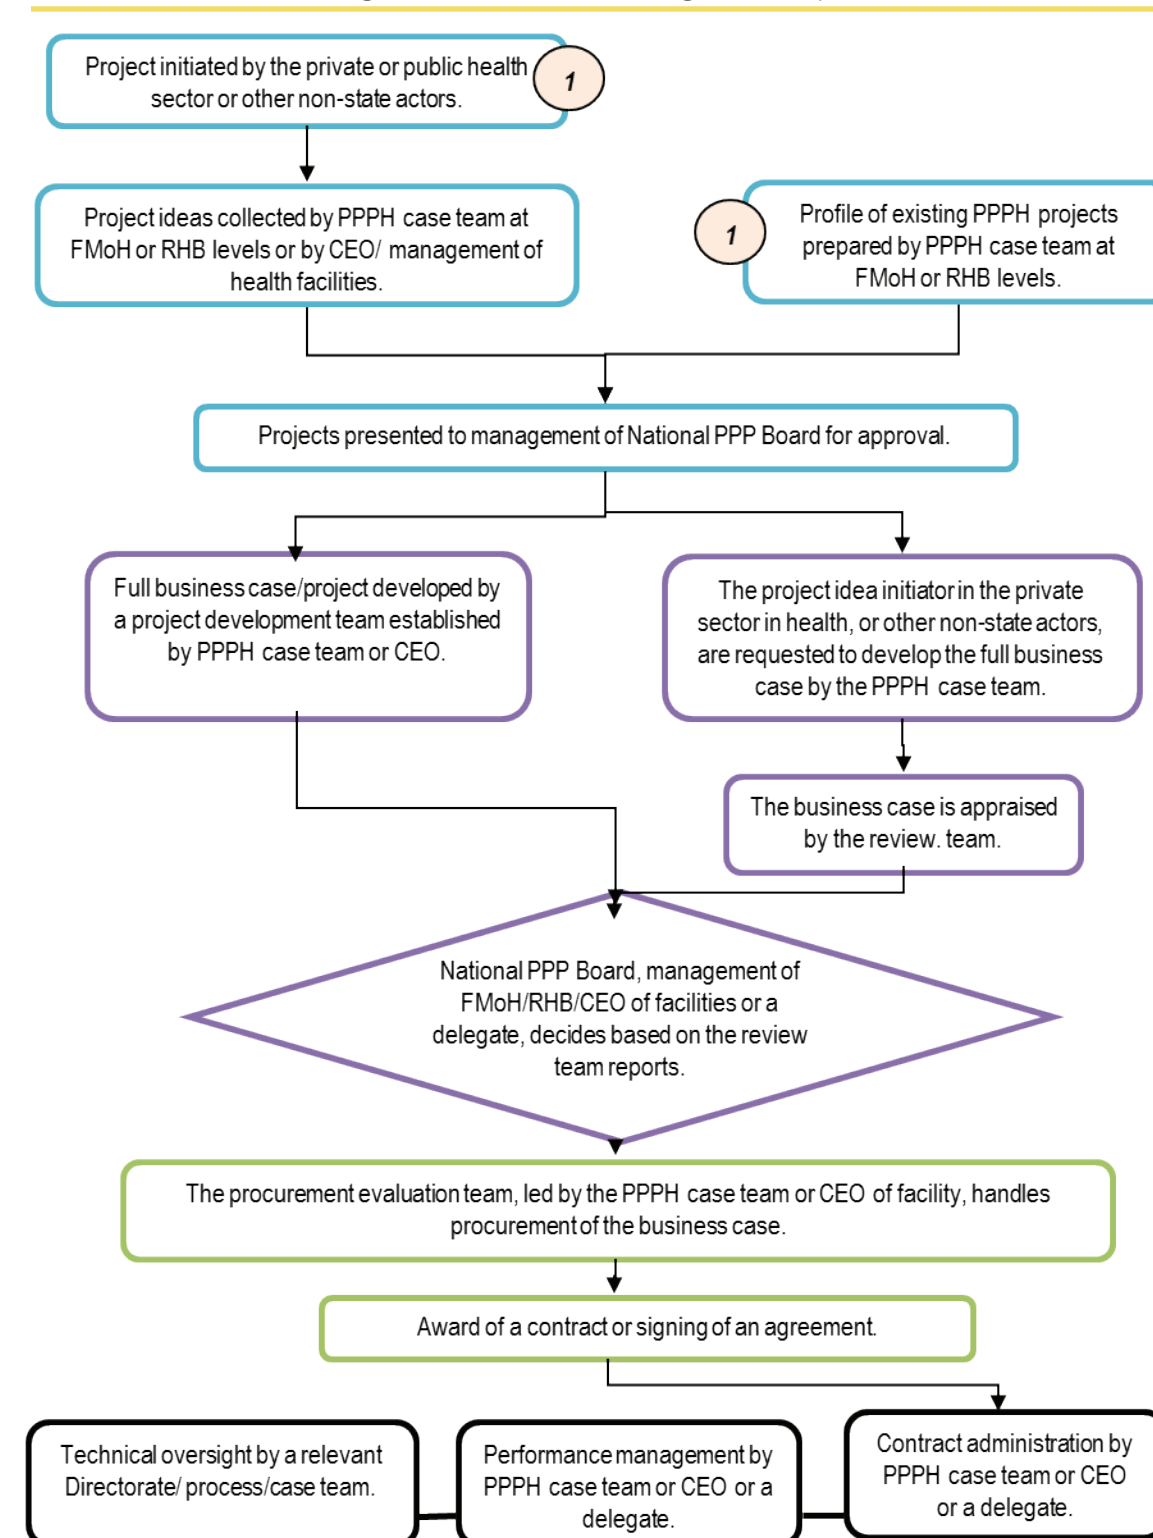 Project initiated by the private or public health
sector or other non-state actors.
1
Project ideas collected by PPPH case team at
FMoH or RHB levels or by CEO/ management of
health facilities.
1
Profile of existing PPPH projects
prepared by PPPH case team at
FMoH or RHB levels.
Projects presented to management of National PPP Board for approval.
Full business case/project developed by
a project development team established
by PPPH case team or CEO.
The project idea initiator in the private
sector in health, or other non-state actors,
are requested to develop the full business
case by the PPPH case team.
The business case is appraised
by the review. team.
National PPP Board, management of
FMoH/RHB/CEO of facilities or a
delegate, decides based on the review
team reports.
The procurement evaluation team, led by the PPPH case team or CEO of facility, handles
procurement of the business case.
Award of a contract or signing of an agreement.
Technical oversight by a relevant
Directorate/ process/case team.
Performance management by
PPPH case team or CEO or a
delegate.
Contract administration by
PPPH case team or CEO
or a delegate.